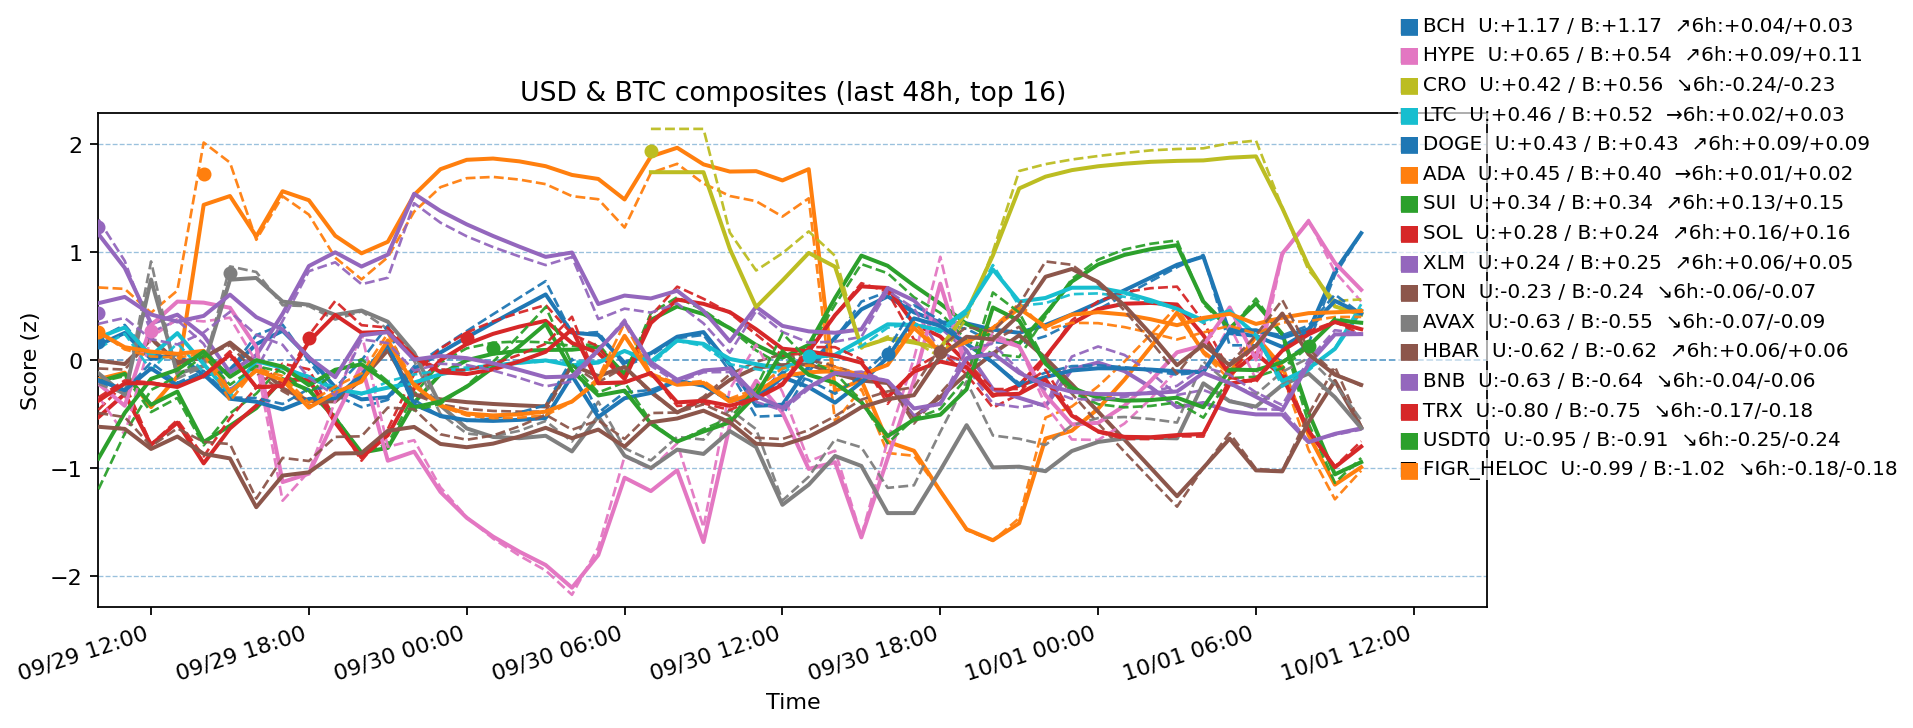 BCH U:+1.17 / B:+1.17 ↗6h:+0.04/+0.03
HYPE U:+0.65 / B:+0.54 ↗6h:+0.09/+0.11
CRO U:+0.42 / B:+0.56 ↘6h:-0.24/-0.23
LTC U:+0.46 / B:+0.52 →6h:+0.02/+0.03
DOGE U:+0.43 / B:+0.43 ↗6h:+0.09/+0.09
ADA U:+0.45 / B:+0.40 →6h:+0.01/+0.02
SUI U:+0.34 / B:+0.34 ↗6h:+0.13/+0.15
SOL U:+0.28 / B:+0.24 ↗6h:+0.16/+0.16
XLM U:+0.24 / B:+0.25 ↗6h:+0.06/+0.05
TON U:-0.23 / B:-0.24 ↘6h:-0.06/-0.07
AVAX U:-0.63 / B:-0.55 ↘6h:-0.07/-0.09
HBAR U:-0.62 / B:-0.62 ↗6h:+0.06/+0.06
BNB U:-0.63 / B:-0.64 ↘6h:-0.04/-0.06
TRX U:-0.80 / B:-0.75 ↘6h:-0.17/-0.18
USDT0 U:-0.95 / B:-0.91 ↘6h:-0.25/-0.24
FIGR_HELOC U:-0.99 / B:-1.02 ↘6h:-0.18/-0.18
USD & BTC composites (last 48h, top 16)
Score (z)
2
1
0
−1
−2
09/29 12:00
09/29 18:00
09/30 00:00
09/30 06:00
09/30 12:00
09/30 18:00
10/01 00:00
10/01 06:00
10/01 12:00
Time